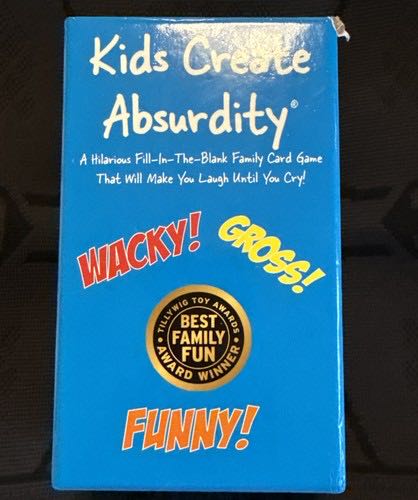 Kids Create
Absurdity®
A Hilarious Fill-In-The-Blank Family Card Game
That Will Make You Laugh Until You Cry!
WACKY!
GROSS!
TILLYWIG TOY AWARDS
BEST
FAMILY
FUN
AWARD WINNER
FUNNY!